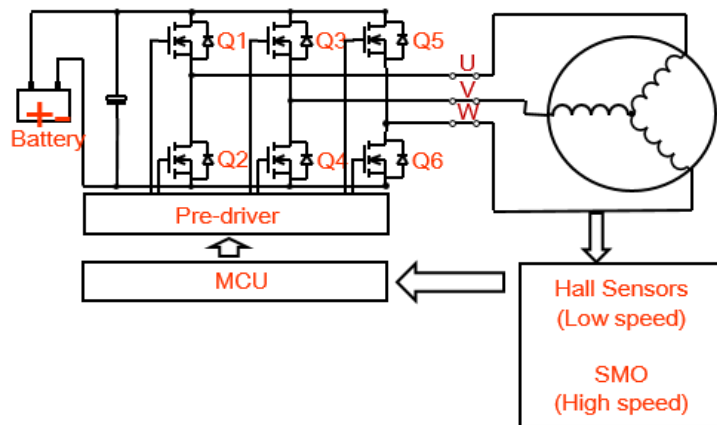 Q1
Q3
Q5
U
V
W
+ -
Battery
Q2
Q4
Q6
Pre-driver
MCU
Hall Sensors
(Low speed)
SMO
(High speed)